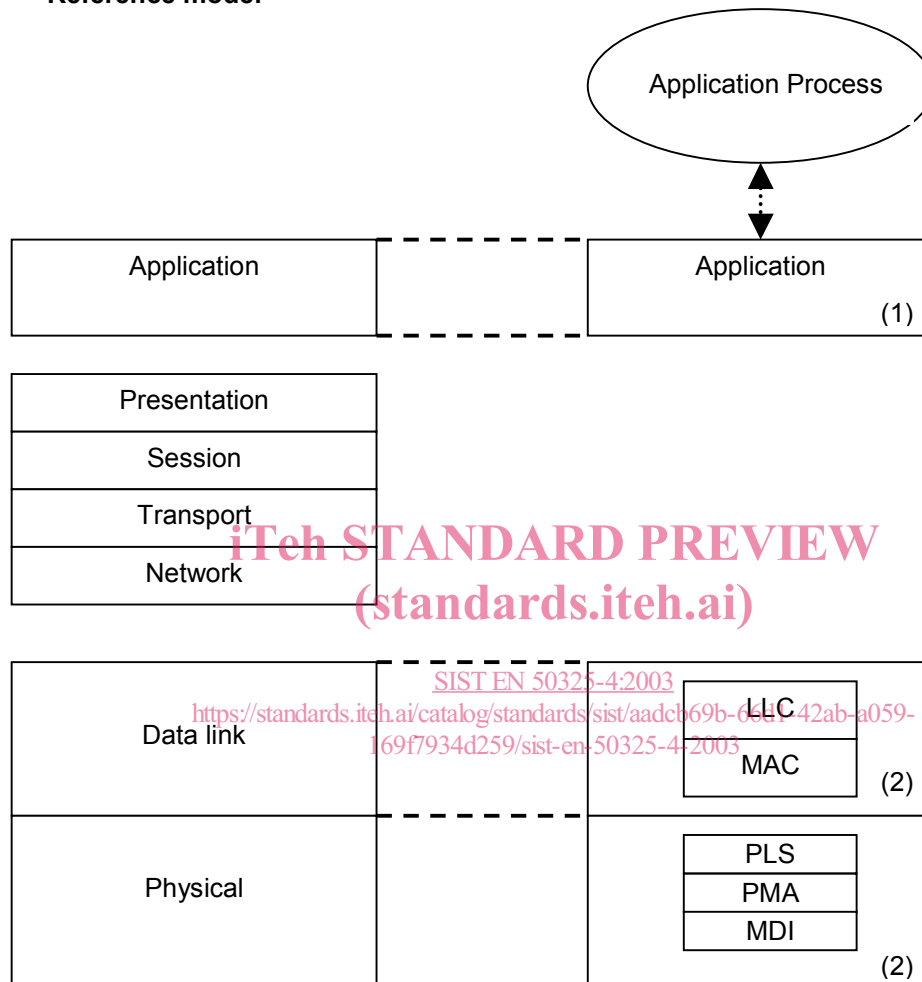 Reference model
Application Process
Application
Application
(1)
Presentation
Session
Transport
Network
iTeh STANDARD PREVIEW
(standards.iteh.ai)
SIST EN 50325-4:2003
https://standards.iteh.ai/catalog/standards/sist/aadcb69b-66d1-42ab-a059-
169f7934d259/sist-en-50325-4-2003
Data link
LLC
MAC
(2)
Physical
PLS
PMA
MDI
(2)